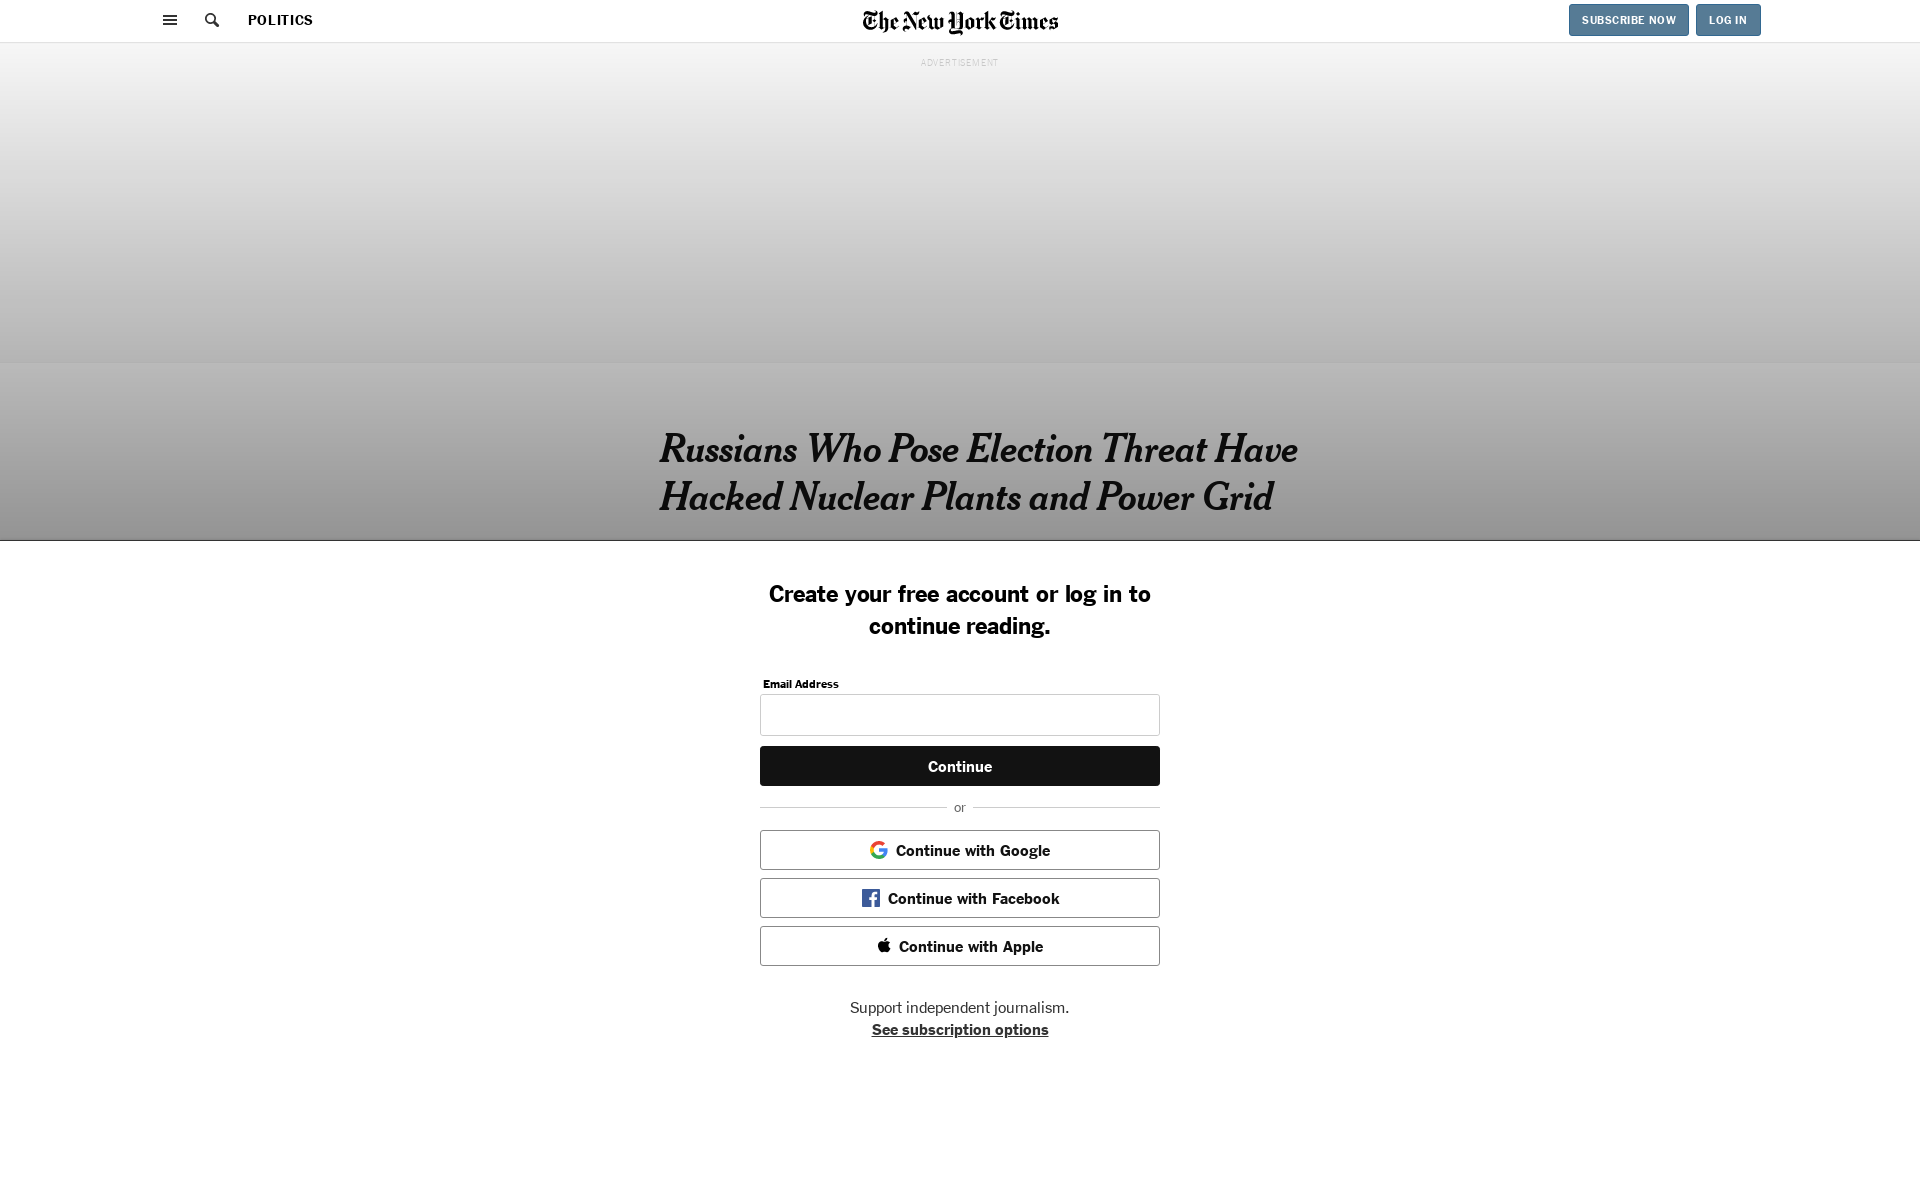 POLITICS
The New York Times
SUBSCRIBE NOW
LOG IN
ADVERTISEMENT
Russians Who Pose Election Threat Have
Hacked Nuclear Plants and Power Grid
Create your free account or log in to
continue reading.
Email Address
Continue
or
Continue with Google
Continue with Facebook
Continue with Apple
Support independent journalism.
See subscription options